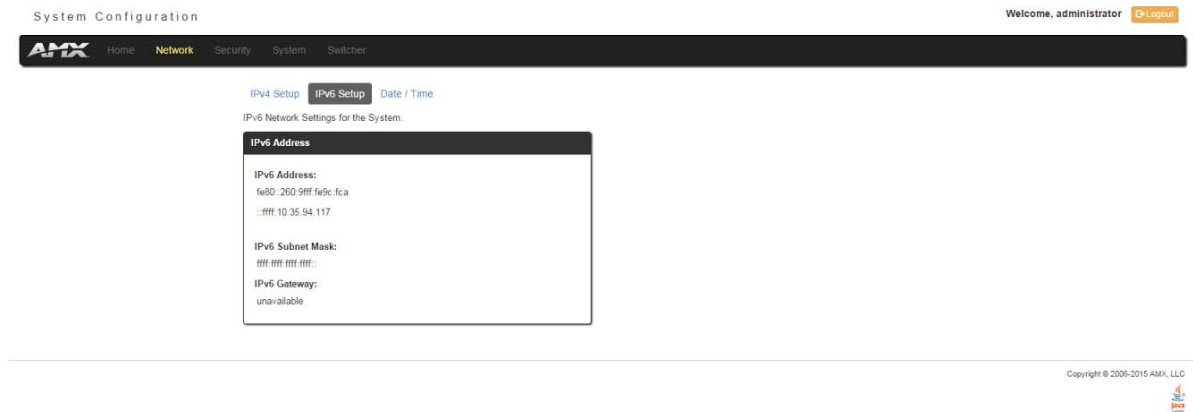 System Configuration
Welcome, administrator Logout
AMX Home Network Security System Switcher
IPv4 Setup IPv6 Setup Date / Time
IPv6 Network Settings for the System.
IPv6 Address
IPv6 Address:
fe80::260:9fff:fe9c:fca
::ffff:10.35.94.117
IPv6 Subnet Mask:
ffff:ffff:ffff:ffff::
IPv6 Gateway:
unavailable
Copyright © 2006-2015 AMX, LLC
Java